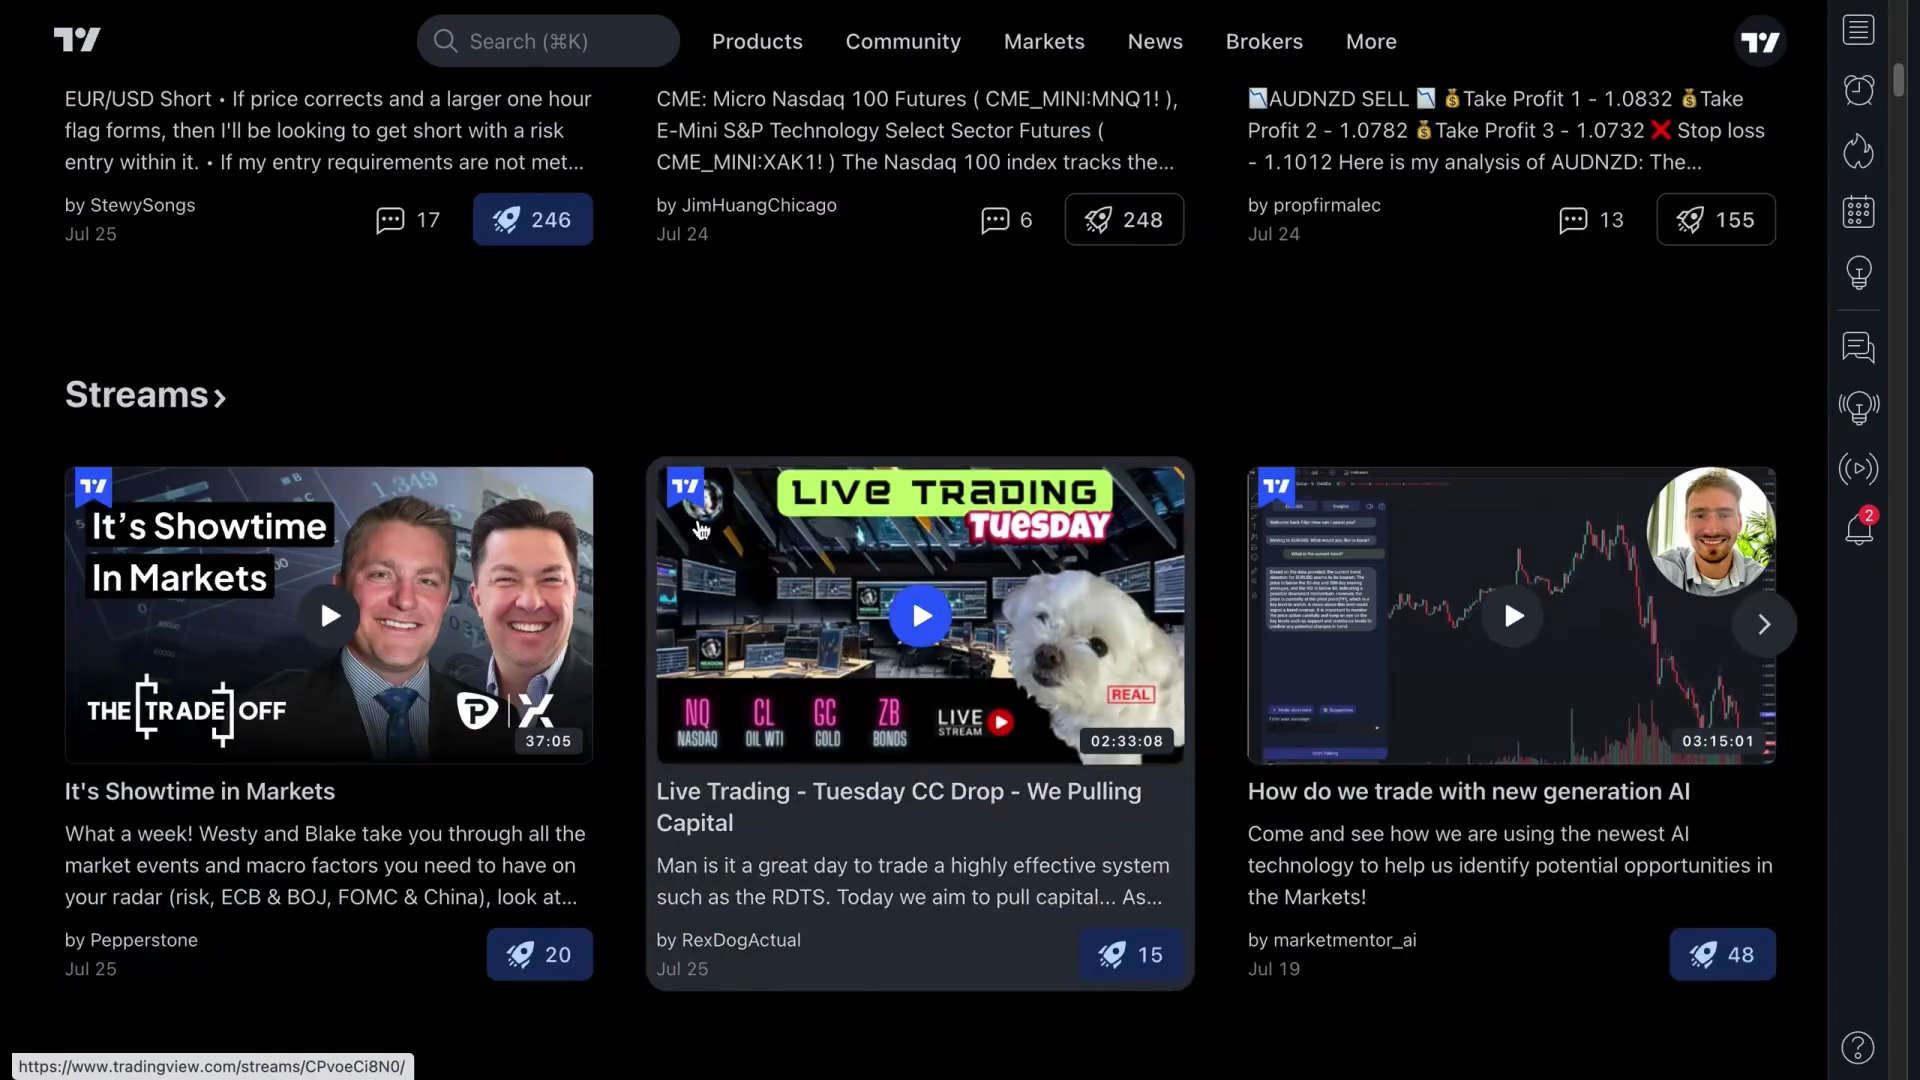 Search (⌘K)
Products
Community
Markets
News
Brokers
More
EUR/USD Short • If price corrects and a larger one hour
flag forms, then I'll be looking to get short with a risk
entry within it. • If my entry requirements are not met...
by StewySongs
Jul 25
17
246
CME: Micro Nasdaq 100 Futures ( CME_MINI:MNQ1! ),
E-Mini S&P Technology Select Sector Futures (
CME_MINI:XAK1! ) The Nasdaq 100 index tracks the...
by JimHuangChicago
Jul 24
6
248
📉AUDNZD SELL 📉 💰Take Profit 1 - 1.0832 💰Take
Profit 2 - 1.0782 💰Take Profit 3 - 1.0732 ❌ Stop loss
- 1.1012 Here is my analysis of AUDNZD: The...
by propfirmalec
Jul 24
13
155
2
Streams ›
It's Showtime
In Markets
THE TRADE OFF
37:05
It's Showtime in Markets
What a week! Westy and Blake take you through all the
market events and macro factors you need to have on
your radar (risk, ECB & BOJ, FOMC & China), look at...
by Pepperstone
Jul 25
20
LIVE TRADING
TUESDAY
REAL
NQ
NASDAQ
CL
OIL WTI
GC
GOLD
ZB
BONDS
LIVE
STREAM
02:33:08
Live Trading - Tuesday CC Drop - We Pulling
Capital
Man is it a great day to trade a highly effective system
such as the RDTS. Today we aim to pull capital... As...
by RexDogActual
Jul 25
15
03:15:01
How do we trade with new generation AI
Come and see how we are using the newest AI
technology to help us identify potential opportunities in
the Markets!
by marketmentor_ai
Jul 19
48
https://www.tradingview.com/streams/CPvoeCi8N0/